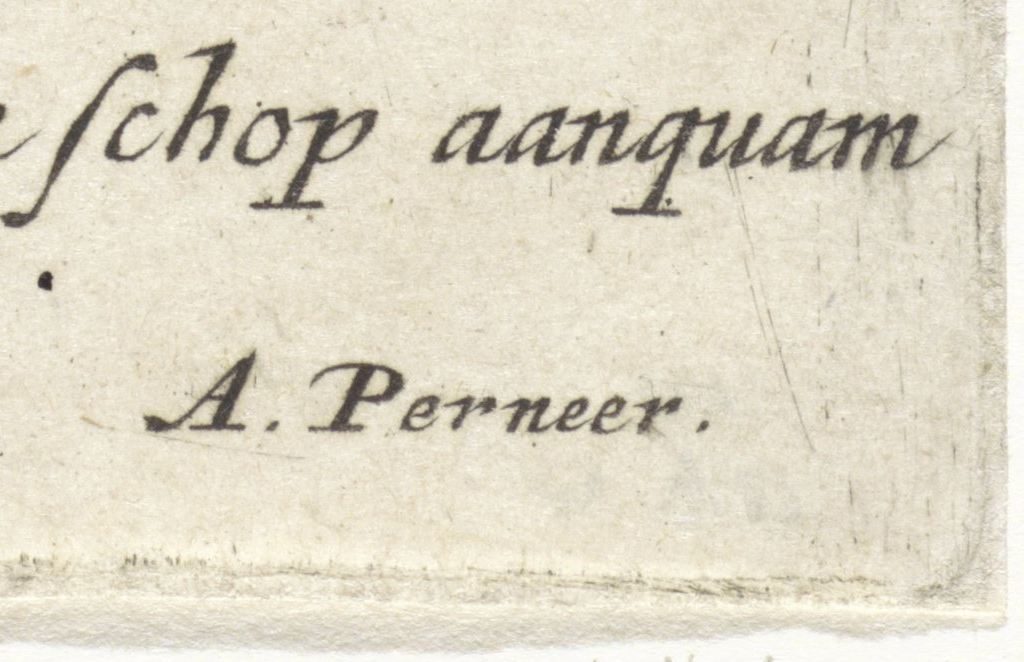 ſchop aanquam
A. Perneer.